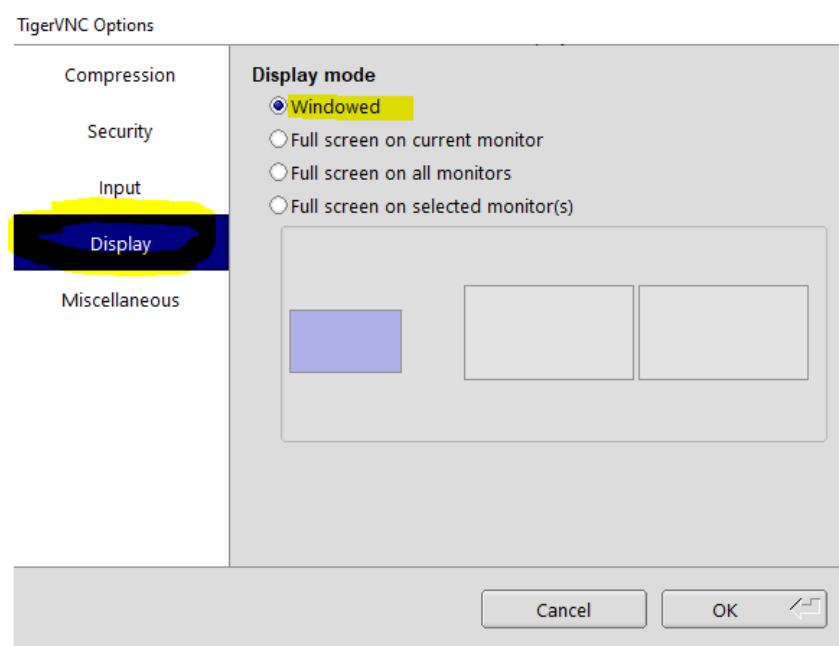 TigerVNC Options
Compression
Security
Input
Display
Miscellaneous
Display mode
Windowed
Full screen on current monitor
Full screen on all monitors
Full screen on selected monitor(s)
Cancel
OK